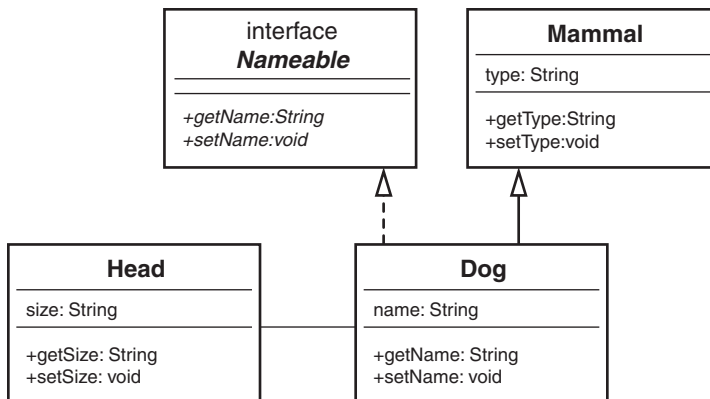 interface
Nameable
+getName:String
+setName:void
Mammal
type: String
+getType:String
+setType:void
Head
size: String
+getSize: String
+setSize: void
Dog
name: String
+getName: String
+setName: void